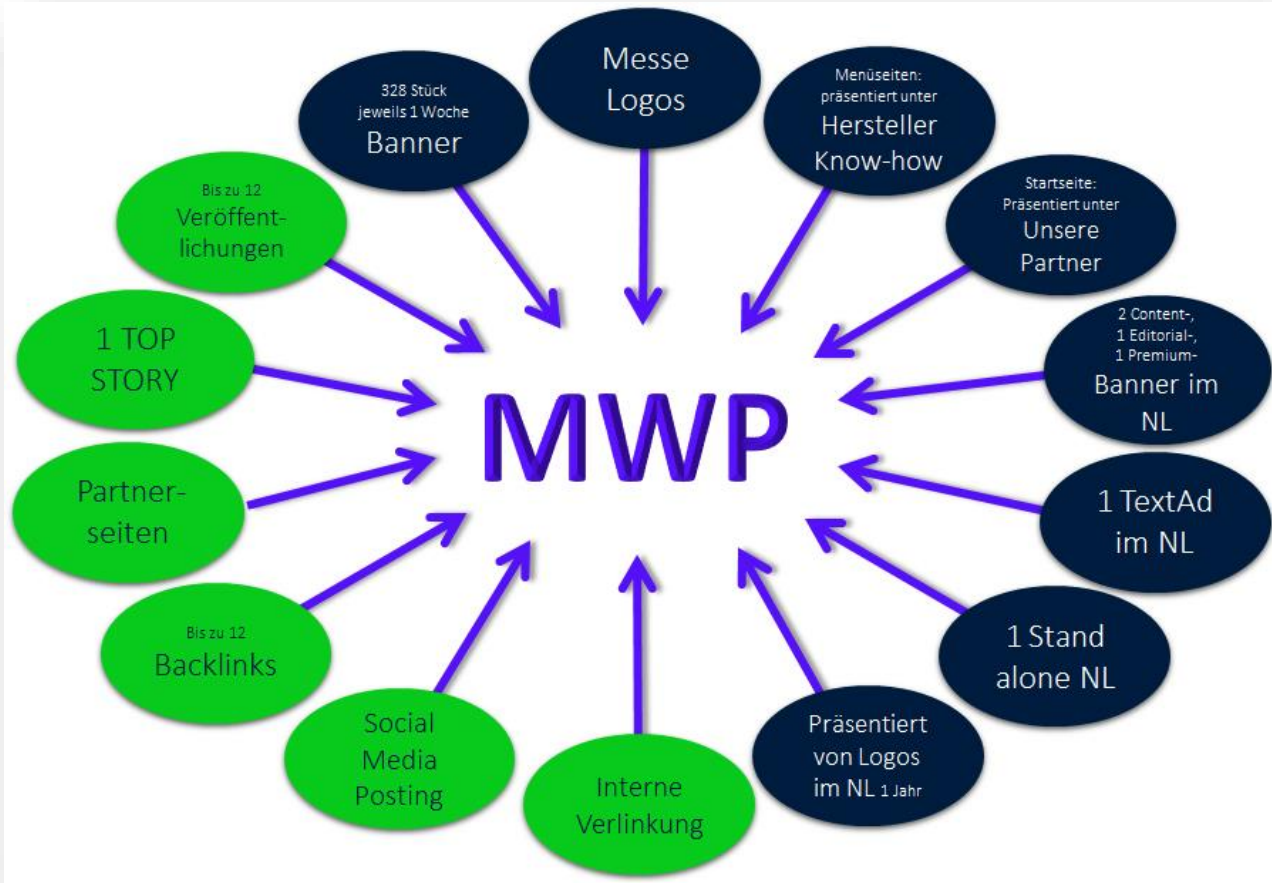 Messe
Logos
Menüseiten:
präsentiert unter
Hersteller
Know-how
Startseite:
Präsentiert unter
Unsere
Partner
2 Content-,
1 Editorial-,
1 Premium-
Banner im
NL
1 TextAd
im NL
1 Stand
alone NL
Präsentiert
von Logos
im NL 1 Jahr
Interne
Verlinkung
Social
Media
Posting
Bis zu 12
Backlinks
Partner-
seiten
1 TOP
STORY
Bis zu 12
Veröffent-
lichungen
328 Stück
jeweils 1 Woche
Banner
MWP